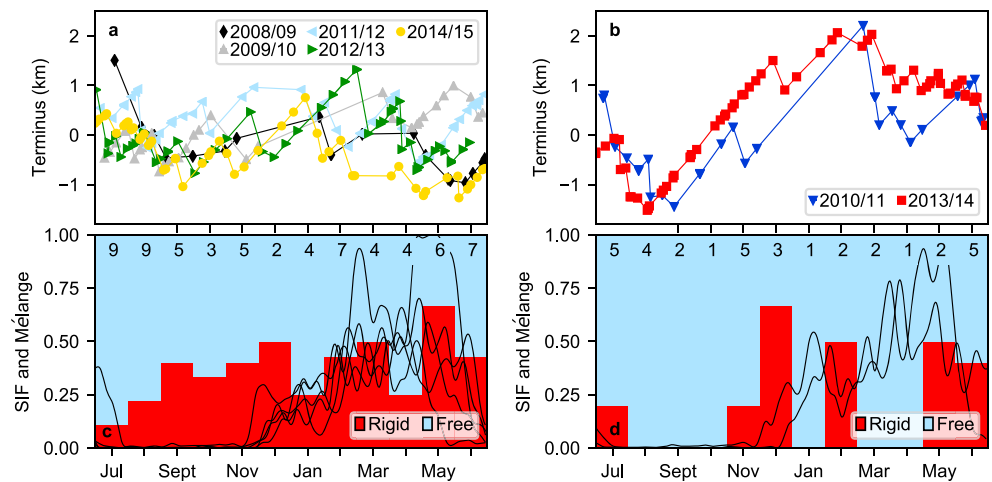 a
2008/09 2011/12 2014/15
2009/10 2012/13
Terminus (km)
2
1
0
−1
b
2010/11 2013/14
Terminus (km)
2
1
0
−1
9 9 5 3 5 2 4 7 4 4 6 7
SIF and Mélange
1.00
0.75
0.50
0.25
0.00
c
Rigid Free
Jul Sept Nov Jan Mar May
5 4 2 1 5 3 1 2 2 1 2 5
SIF and Mélange
1.00
0.75
0.50
0.25
0.00
d
Rigid Free
Jul Sept Nov Jan Mar May